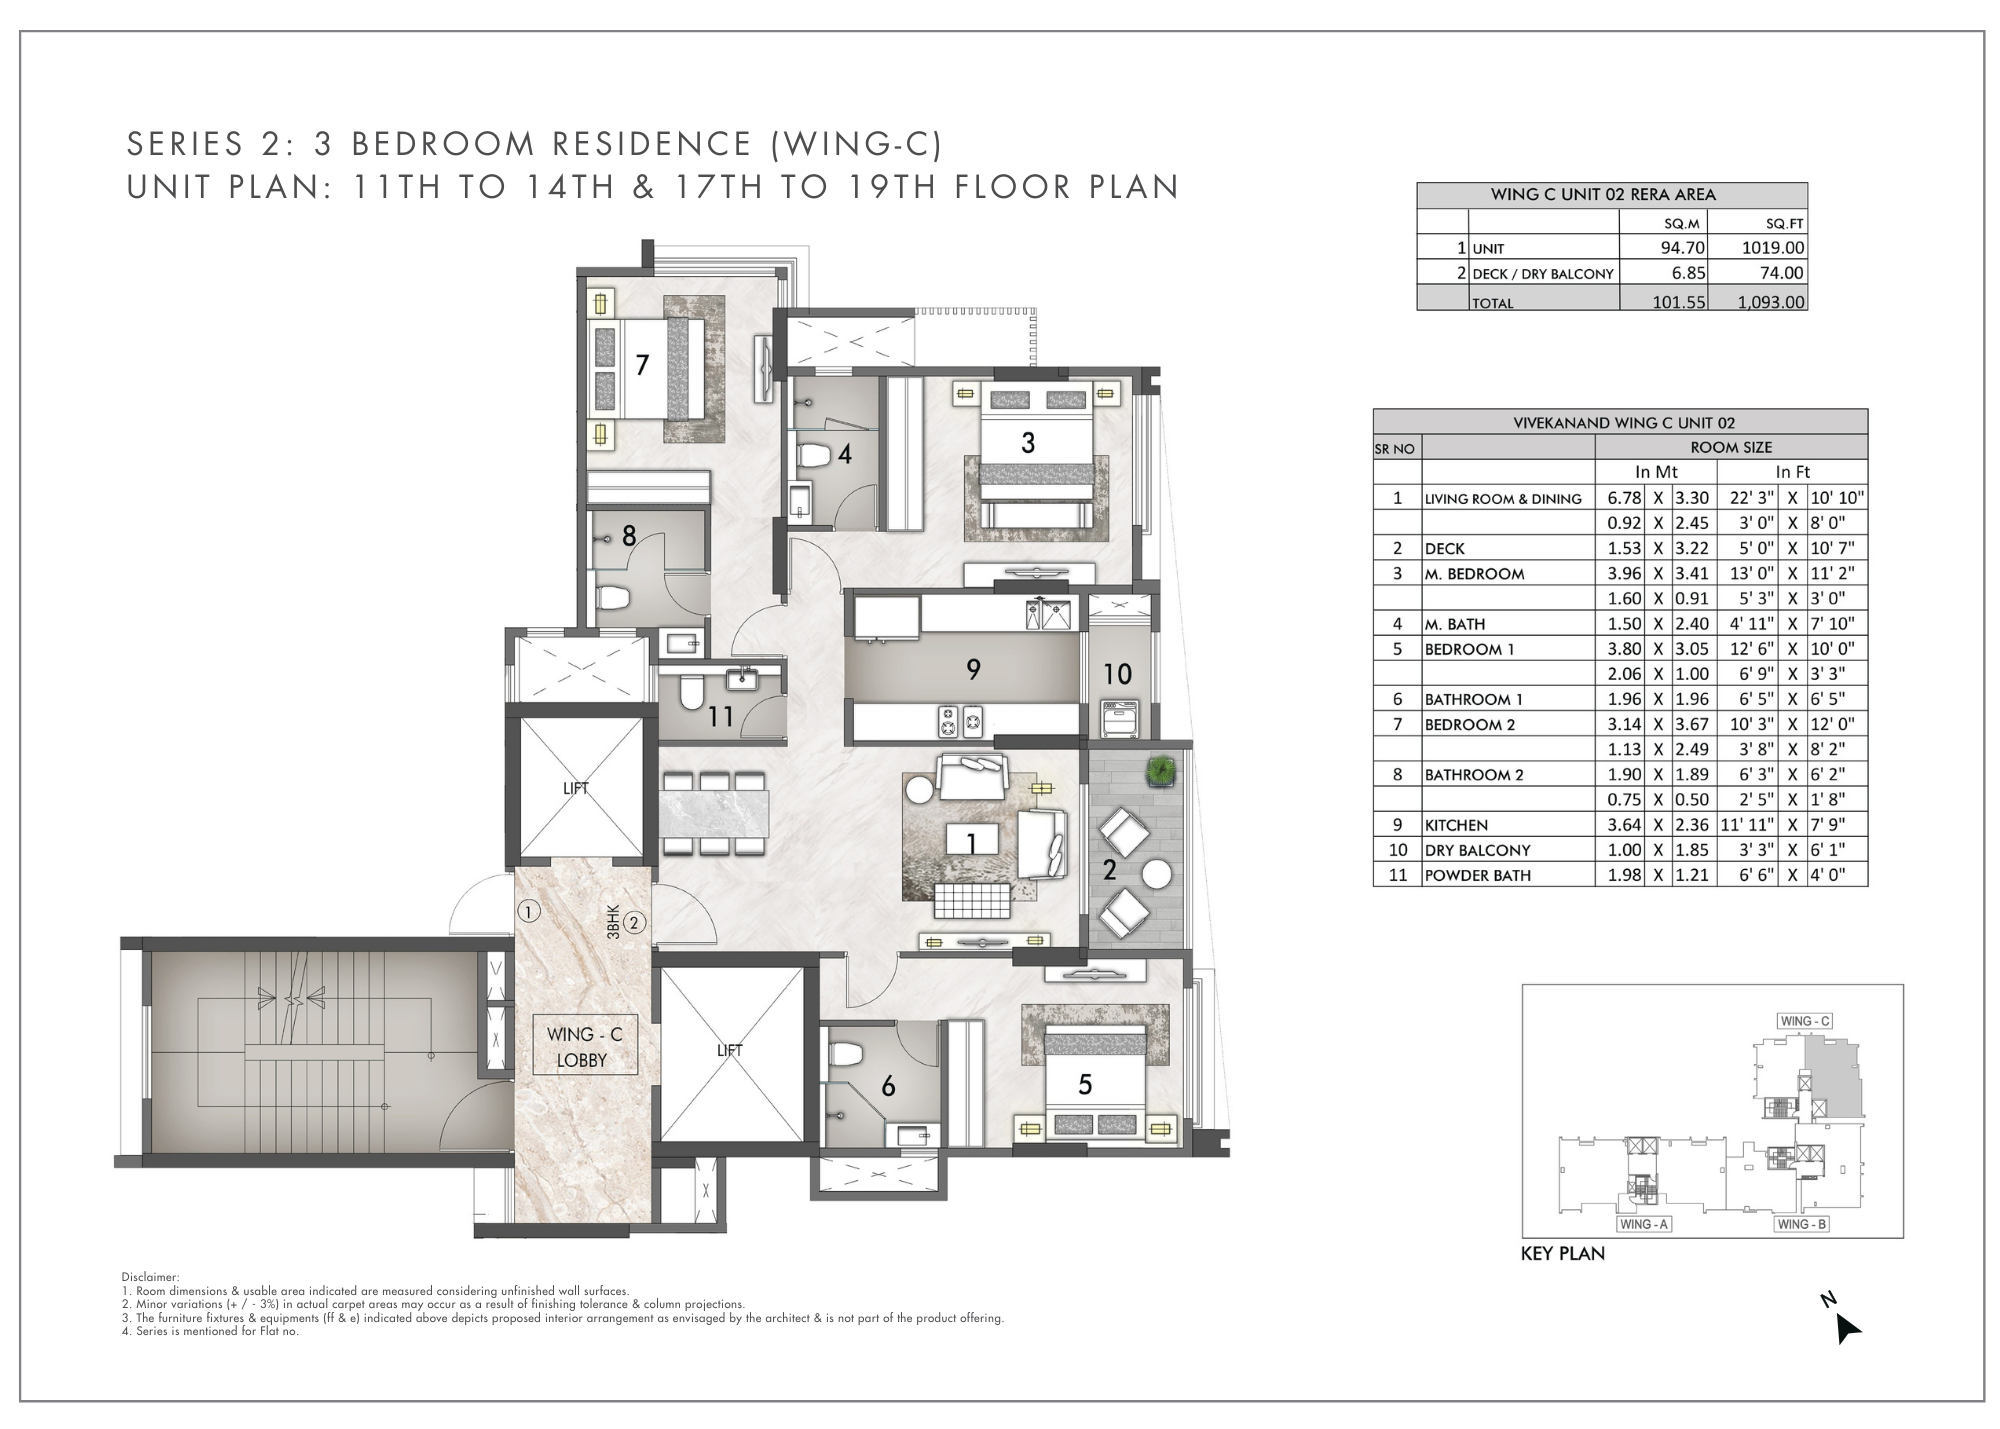 SERIES 2: 3 BEDROOM RESIDENCE (WING-C)
UNIT PLAN: 11TH TO 14TH & 17TH TO 19TH FLOOR PLAN
WING C UNIT 02 RERA AREA
SQ.M SQ.FT
1 UNIT 94.70 1019.00
2 DECK / DRY BALCONY 6.85 74.00
TOTAL 101.55 1,093.00
VIVEKANAND WING C UNIT 02
SR NO ROOM SIZE
In Mt In Ft
1 LIVING ROOM & DINING 6.78 X 3.30 22' 3" X 10' 10"
0.92 X 2.45 3' 0" X 8' 0"
2 DECK 1.53 X 3.22 5' 0" X 10' 7"
3 M. BEDROOM 3.96 X 3.41 13' 0" X 11' 2"
1.60 X 0.91 5' 3" X 3' 0"
4 M. BATH 1.50 X 2.40 4' 11" X 7' 10"
5 BEDROOM 1 3.80 X 3.05 12' 6" X 10' 0"
2.06 X 1.00 6' 9" X 3' 3"
6 BATHROOM 1 1.96 X 1.96 6' 5" X 6' 5"
7 BEDROOM 2 3.14 X 3.67 10' 3" X 12' 0"
1.13 X 2.49 3' 8" X 8' 2"
8 BATHROOM 2 1.90 X 1.89 6' 3" X 6' 2"
0.75 X 0.50 2' 5" X 1' 8"
9 KITCHEN 3.64 X 2.36 11' 11" X 7' 9"
10 DRY BALCONY 1.00 X 1.85 3' 3" X 6' 1"
11 POWDER BATH 1.98 X 1.21 6' 6" X 4' 0"
7
3
4
8
9
10
11
LIFT
1
2
1
3BHK
2
WING - C
LOBBY
LIFT
6
5
WING - C
WING - A
WING - B
KEY PLAN
N
Disclaimer:
1. Room dimensions & usable area indicated are measured considering unfinished wall surfaces.
2. Minor variations (+ / - 3%) in actual carpet areas may occur as a result of finishing tolerance & column projections.
3. The furniture fixtures & equipments (ff & e) indicated above depicts proposed interior arrangement as envisaged by the architect & is not part of the product offering.
4. Series is mentioned for Flat no.